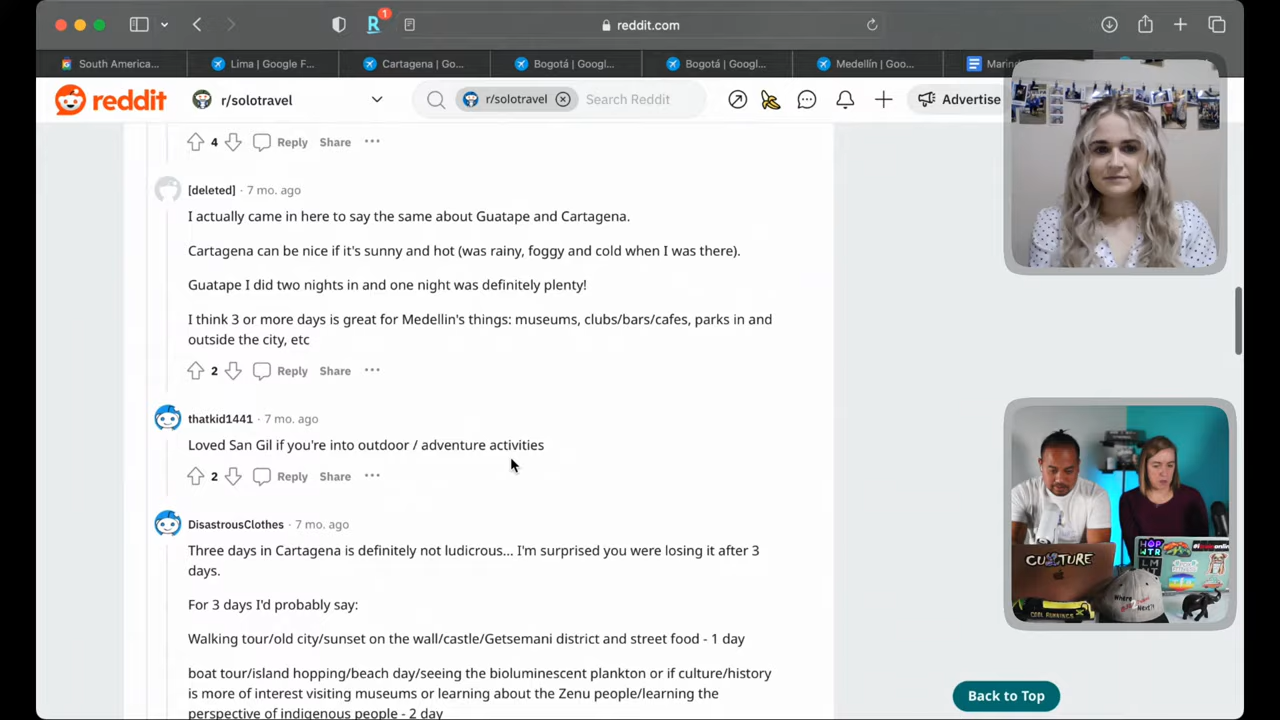 reddit.com
1
South America...
Lima | Google F...
Cartagena | Go...
Bogotá | Googl...
Bogotá | Googl...
Medellín | Goo...
Marin
reddit
r/solotravel
r/solotravel
Search Reddit
Advertise
4 Reply Share
[deleted] · 7 mo. ago
I actually came in here to say the same about Guatape and Cartagena.
Cartagena can be nice if it's sunny and hot (was rainy, foggy and cold when I was there).
Guatape I did two nights in and one night was definitely plenty!
I think 3 or more days is great for Medellin's things: museums, clubs/bars/cafes, parks in and
outside the city, etc
2 Reply Share
thatkid1441 · 7 mo. ago
Loved San Gil if you're into outdoor / adventure activities
2 Reply Share
DisastrousClothes · 7 mo. ago
Three days in Cartagena is definitely not ludicrous... I'm surprised you were losing it after 3
days.
For 3 days I'd probably say:
Walking tour/old city/sunset on the wall/castle/Getsemani district and street food - 1 day
boat tour/island hopping/beach day/seeing the bioluminescent plankton or if culture/history
is more of interest visiting museums or learning about the Zenu people/learning the
perspective of indigenous people - 2 day
Back to Top
CULTURE
COOL RUNNINGS